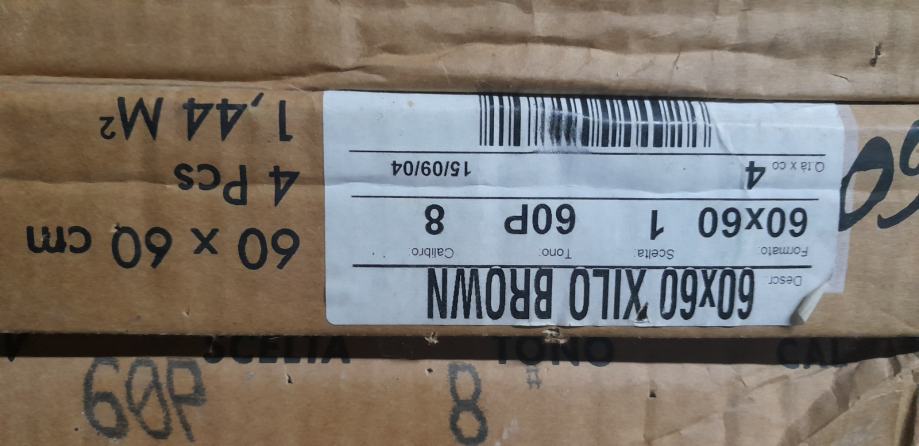 60x60 XILO BROWN
Descr
Formato: Scelta: Tono: Calibro
60x60 1 60P 8
Q.tà x co
4 15/09/04
60 x 60 cm
4 Pcs
1,44 M²
SCELTA TONO
60P 8